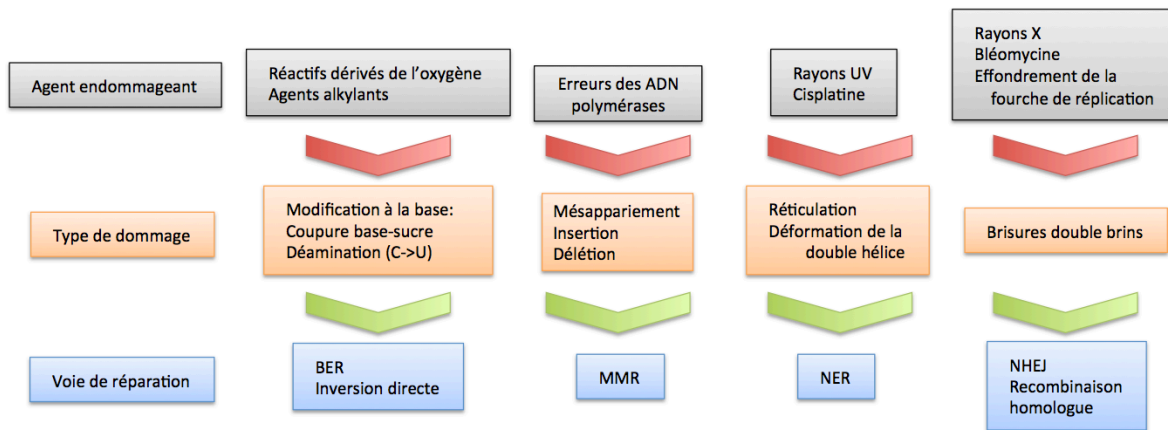 Agent endommageant
Réactifs dérivés de l'oxygène
Agents alkylants
Erreurs des ADN
polymérases
Rayons UV
Cisplatine
Rayons X
Bléomycine
Effondrement de la
fourche de réplication
Type de dommage
Modification à la base:
Coupure base-sucre
Déamination (C->U)
Mésappariement
Insertion
Délétion
Réticulation
Déformation de la
double hélice
Brisures double brins
Voie de réparation
BER
Inversion directe
MMR
NER
NHEJ
Recombinaison
homologue